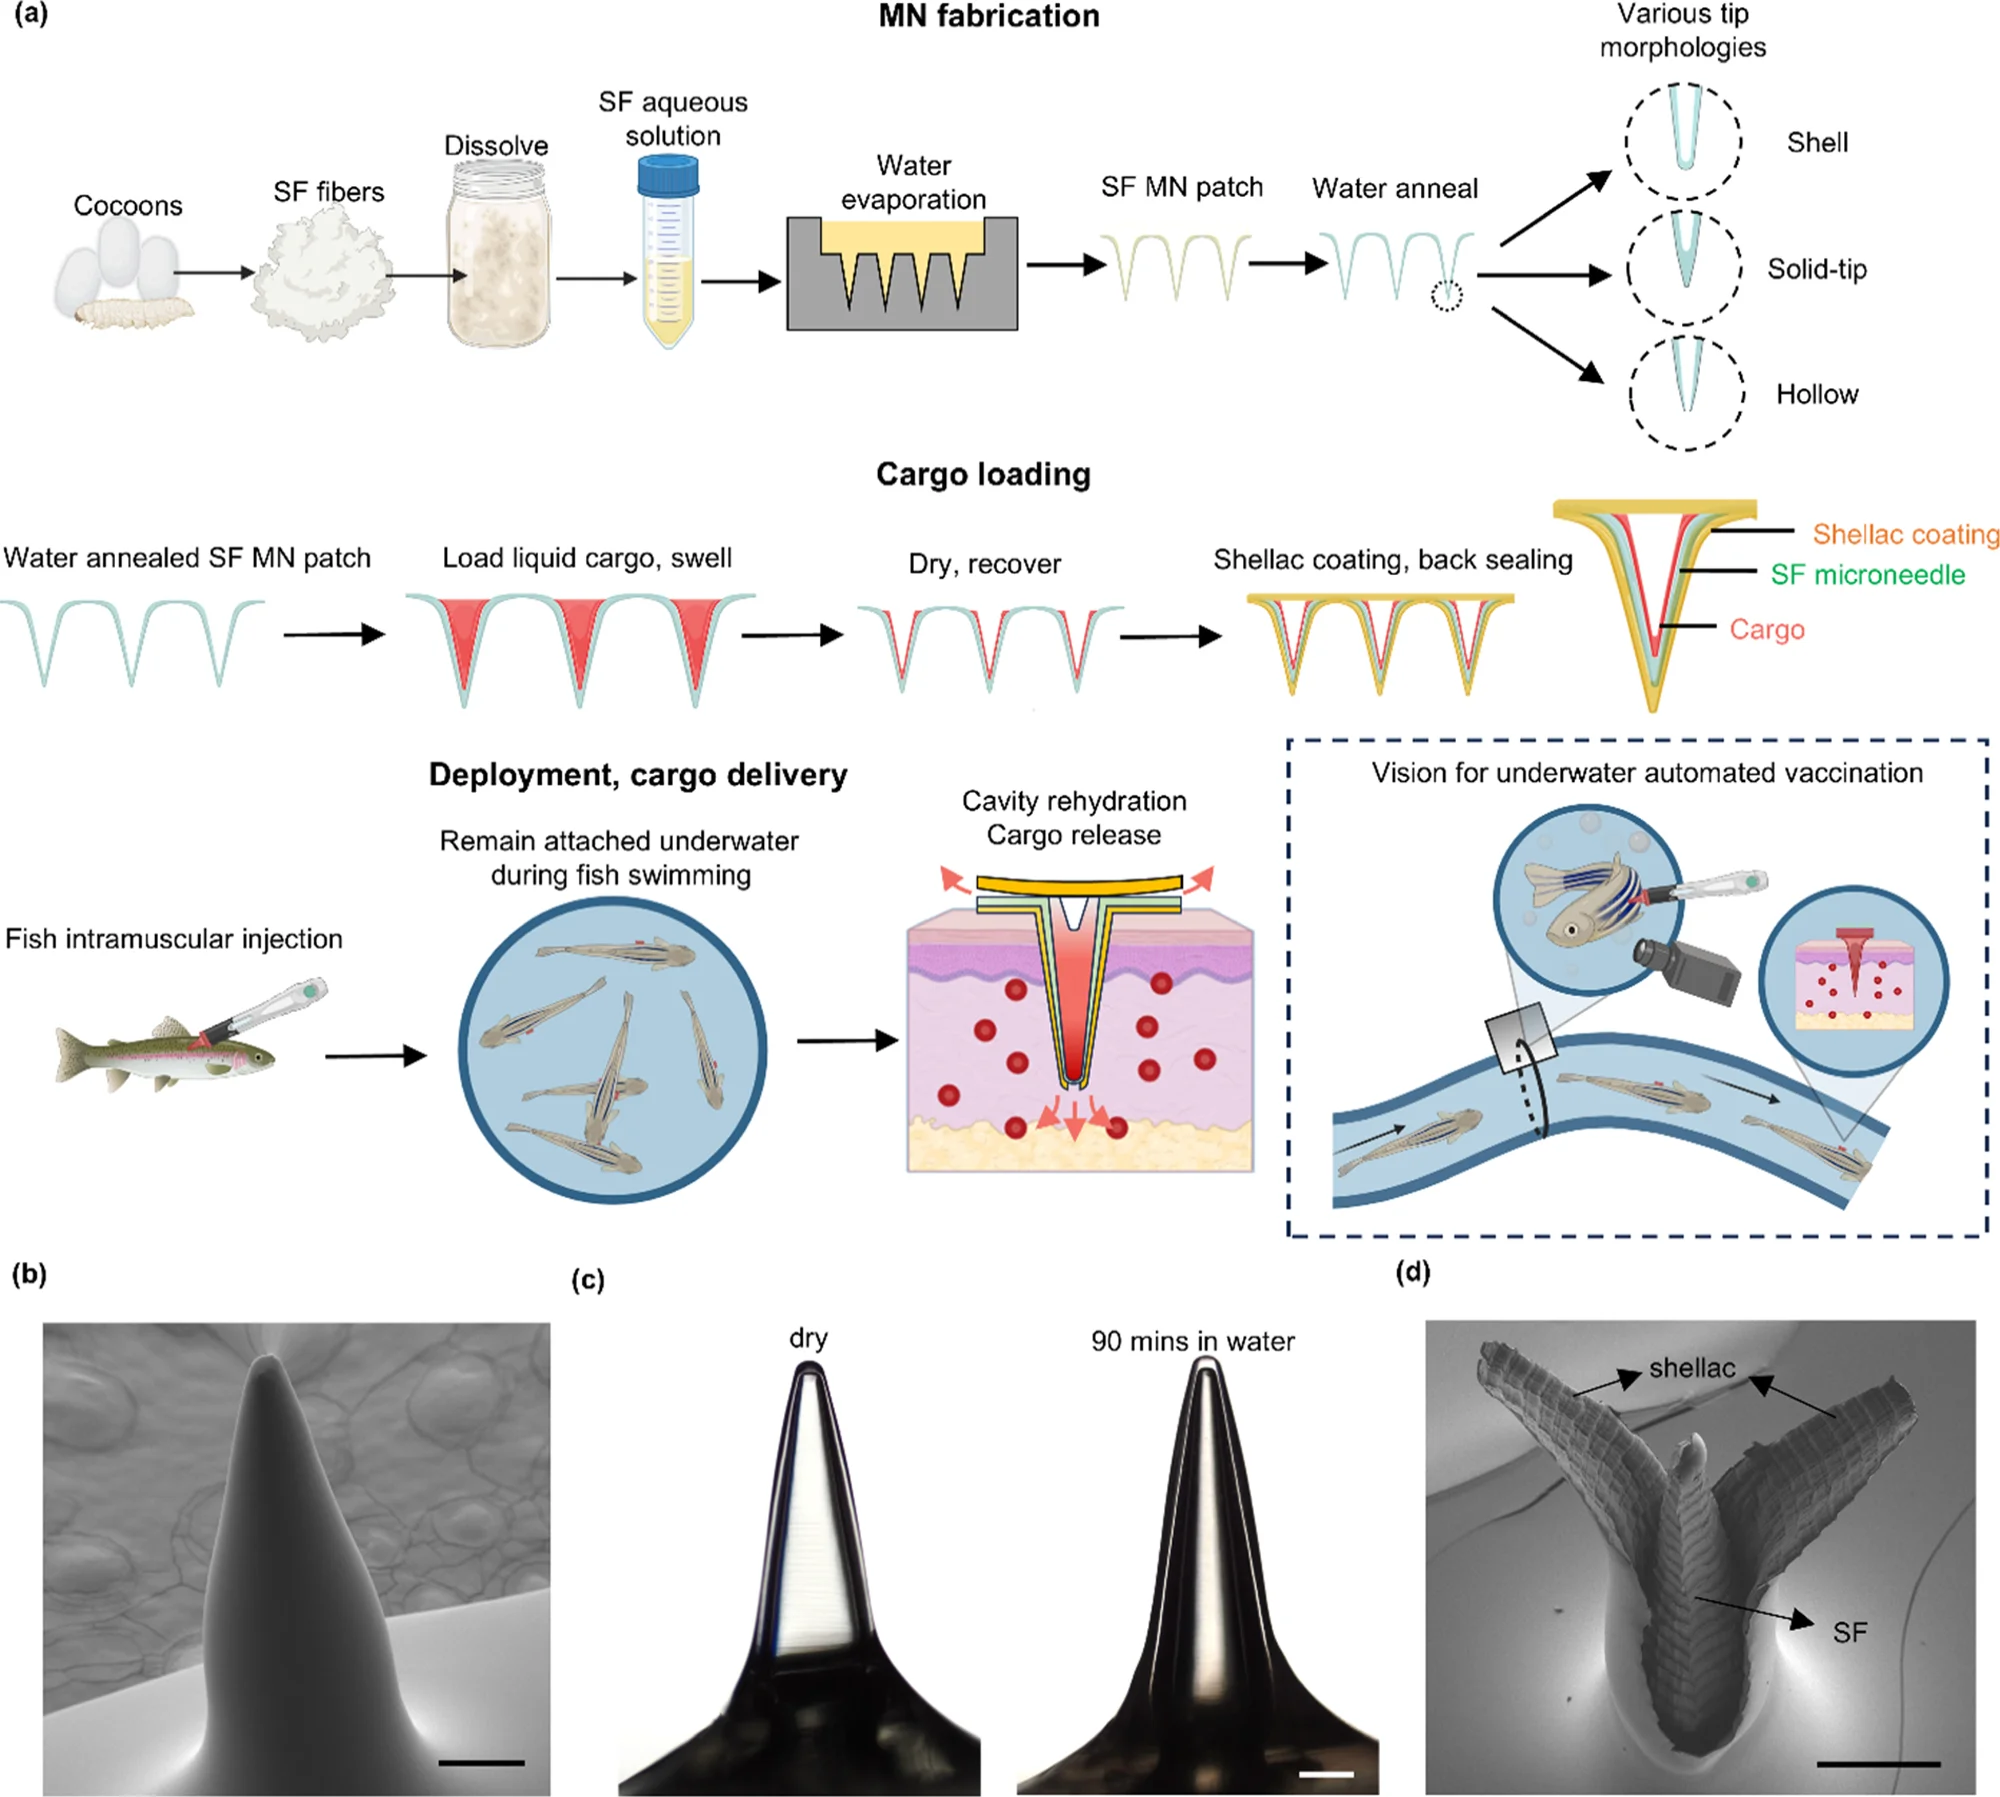 (a)
MN fabrication
Various tip
morphologies
Cocoons
SF fibers
Dissolve
SF aqueous
solution
Water
evaporation
SF MN patch
Water anneal
Shell
Solid-tip
Hollow
Cargo loading
Water annealed SF MN patch
Load liquid cargo, swell
Dry, recover
Shellac coating, back sealing
Shellac coating
SF microneedle
Cargo
Deployment, cargo delivery
Fish intramuscular injection
Remain attached underwater
during fish swimming
Cavity rehydration
Cargo release
Vision for underwater automated vaccination
(b)
(c)
dry
90 mins in water
(d)
shellac
SF